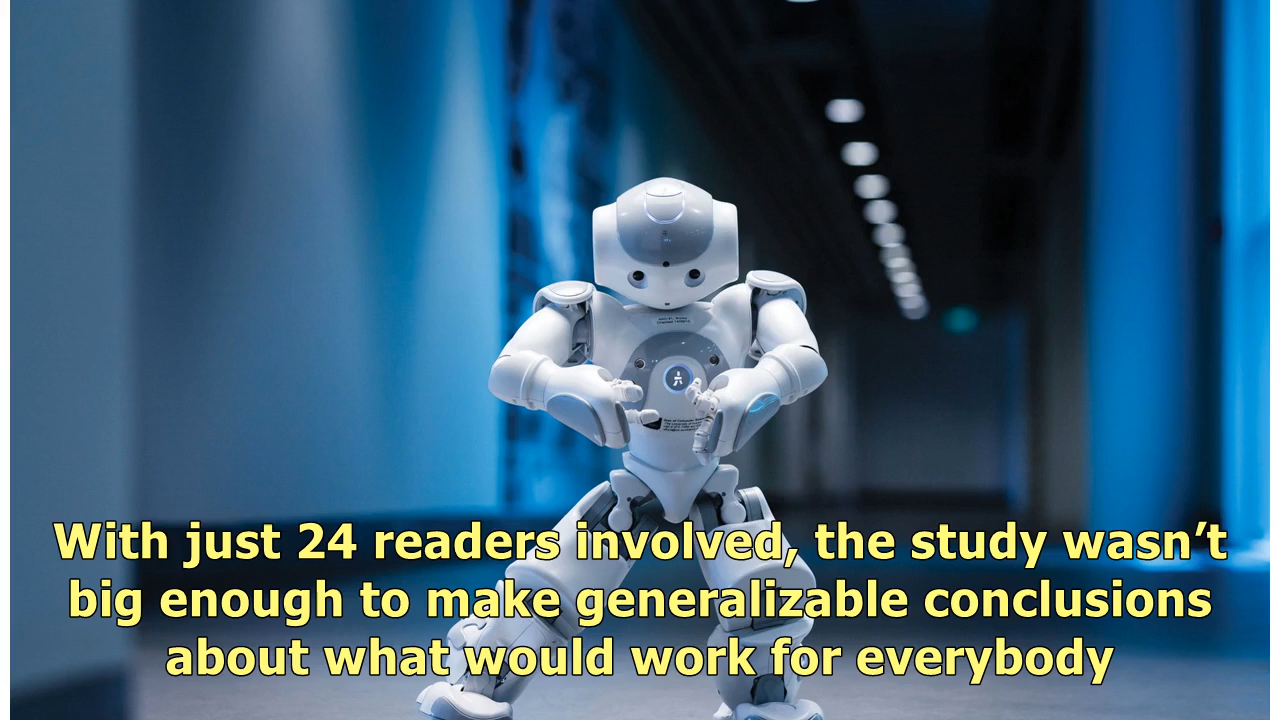 With just 24 readers involved, the study wasn’t
big enough to make generalizable conclusions
about what would work for everybody